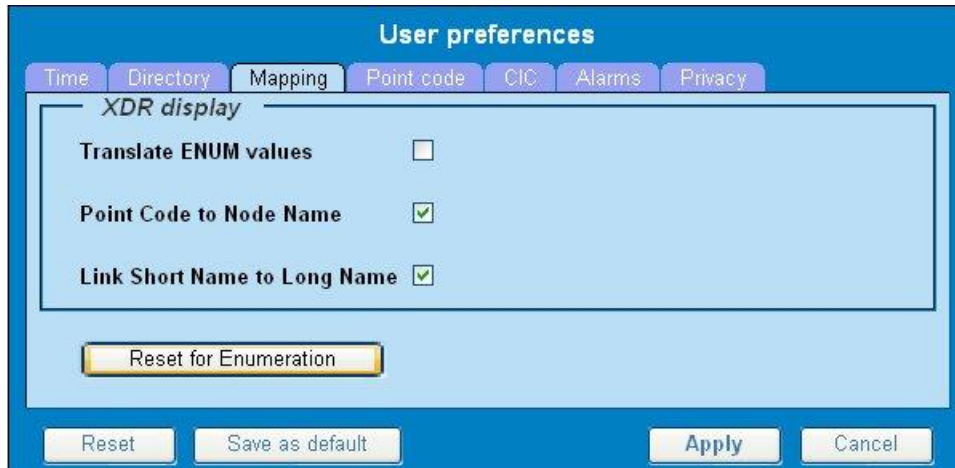 User preferences
Time Directory Mapping Point code CIC Alarms Privacy
XDR display
Translate ENUM values
Point Code to Node Name
Link Short Name to Long Name
Reset for Enumeration
Reset Save as default Apply Cancel